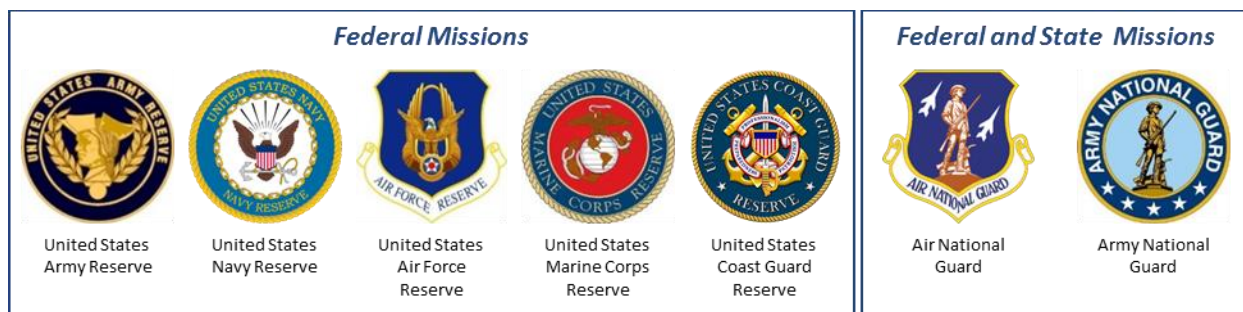 Federal Missions
UNITED STATES ARMY RESERVE
UNITED STATES NAVY
NAVY RESERVE
AIR FORCE RESERVE
UNITED STATES
MARINE CORPS RESERVE
UNITED STATES COAST GUARD
RESERVE
United States
Army Reserve
United States
Navy Reserve
United States
Air Force
Reserve
United States
Marine Corps
Reserve
United States
Coast Guard
Reserve
Federal and State Missions
AIR NATIONAL GUARD
ARMY NATIONAL GUARD
Air National
Guard
Army National
Guard